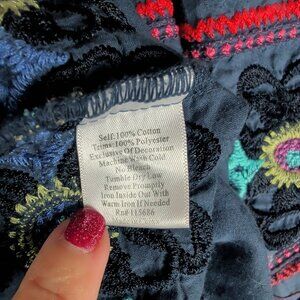 Self:100% Cotton
Trims:100% Polyester
Exclusive Of Decoration
Machine Wash Cold
No Bleach
Tumble Dry Low
Remove Promptly
Iron Inside Out With
Warm Iron If Needed
Rn# 115686